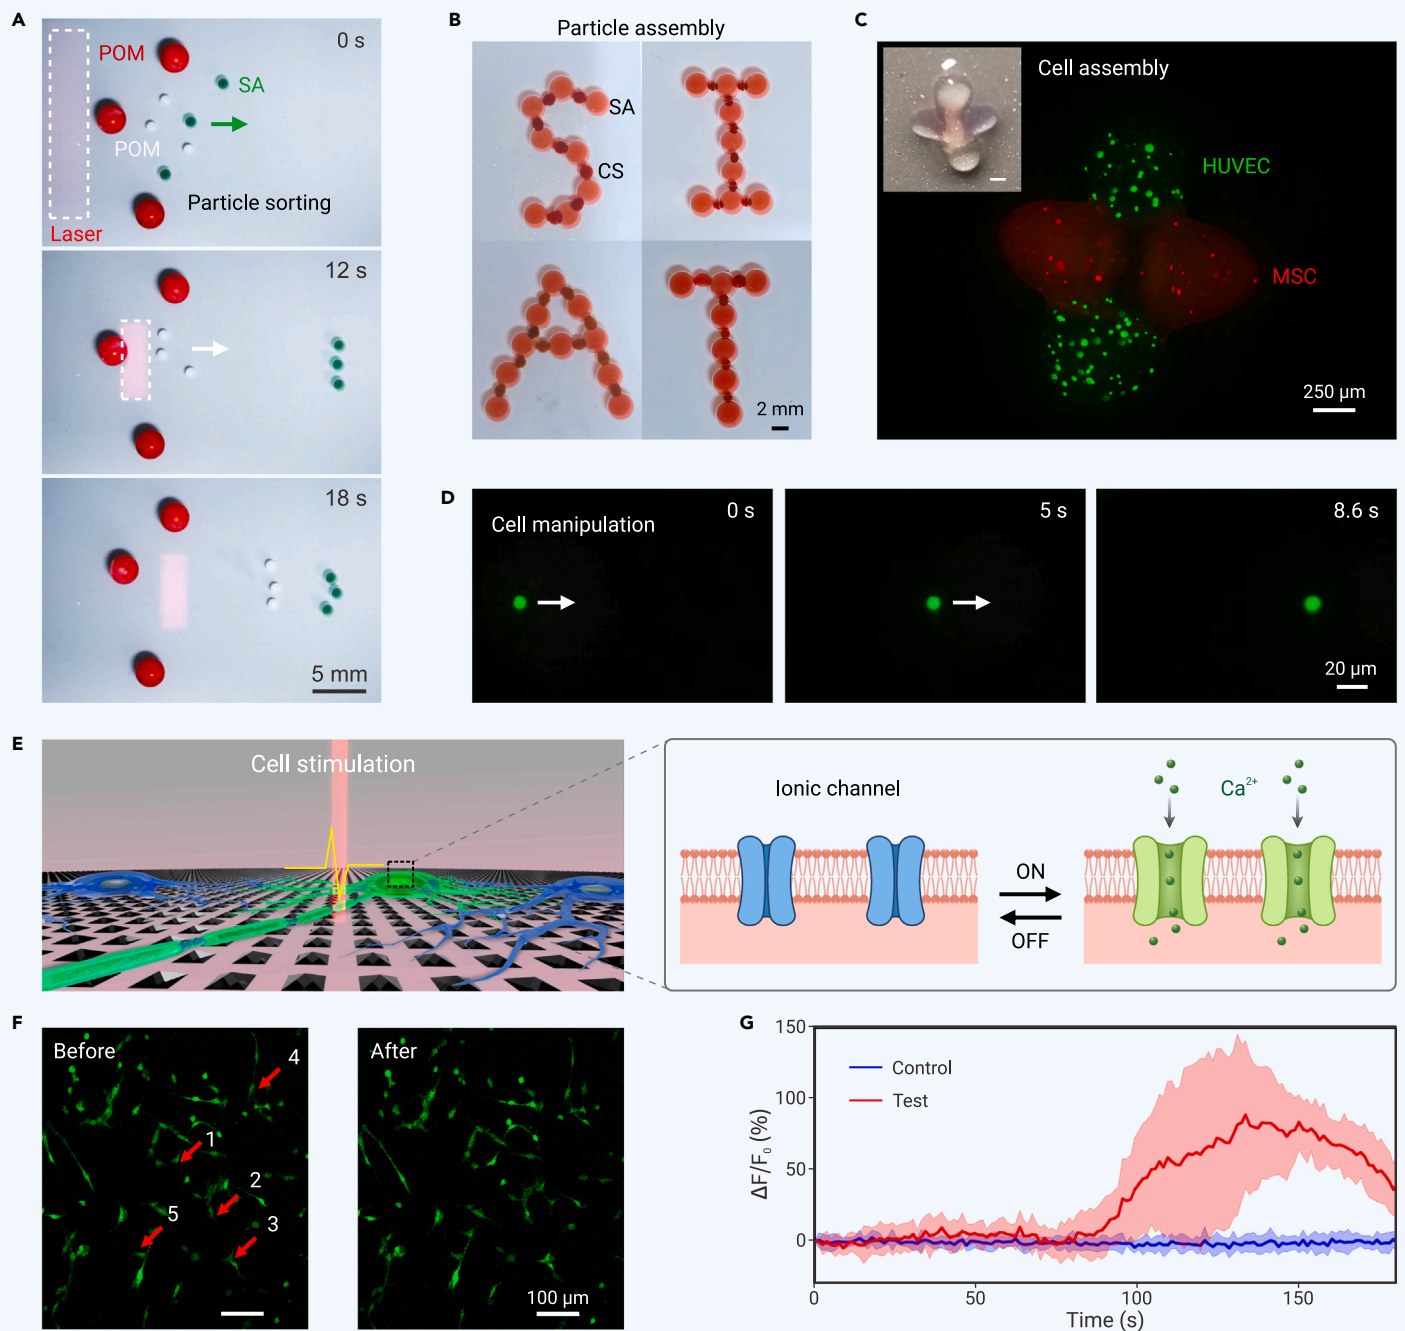 A
POM
0 s
SA
POM
Particle sorting
Laser
12 s
18 s
5 mm
B
Particle assembly
SA
CS
2 mm
C
Cell assembly
HUVEC
MSC
250 µm
D
Cell manipulation
0 s
5 s
8.6 s
20 µm
E
Cell stimulation
Ionic channel
Ca²⁺
ON
OFF
F
Before
4
1
2
5
3
After
100 µm
G
150
100
50
0
ΔF/F₀ (%)
Control
Test
0
50
100
150
Time (s)